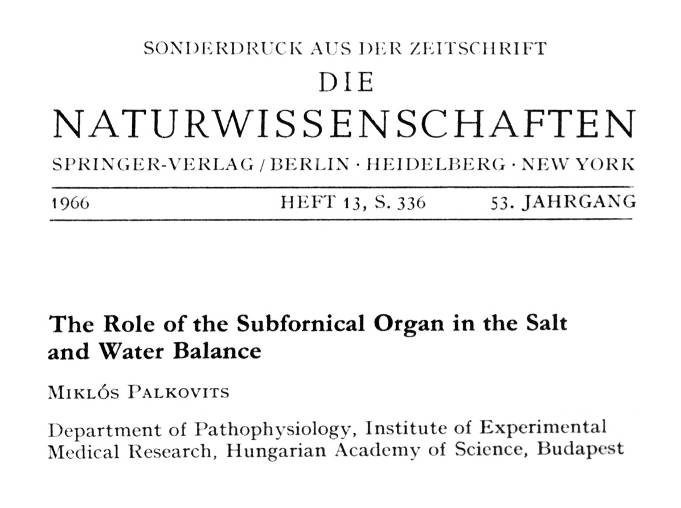 SONDERDRUCK AUS DER ZEITSCHRIFT
DIE
NATURWISSENSCHAFTEN
SPRINGER-VERLAG / BERLIN · HEIDELBERG · NEW YORK
1966 HEFT 13, S. 336 53. JAHRGANG
The Role of the Subfornical Organ in the Salt
and Water Balance
MIKLÓS PALKOVITS
Department of Pathophysiology, Institute of Experimental
Medical Research, Hungarian Academy of Science, Budapest